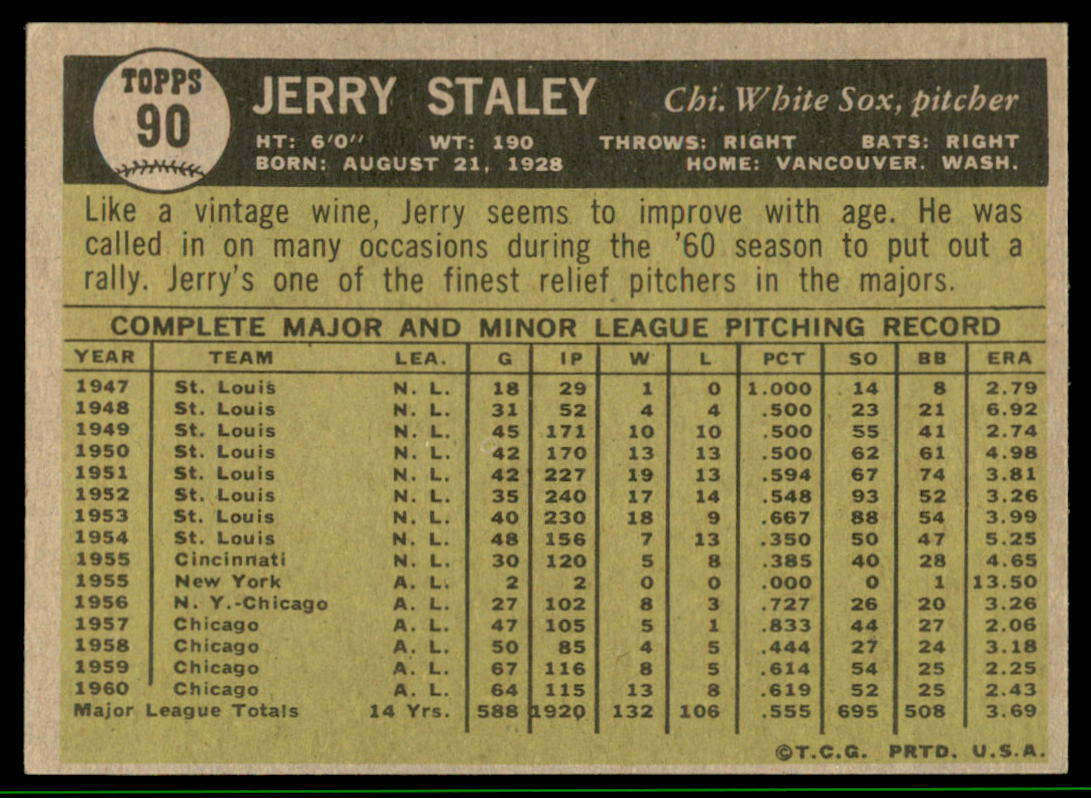 TOPPS
90
JERRY STALEY Chi. White Sox, pitcher
HT: 6'0" WT: 190 THROWS: RIGHT BATS: RIGHT
BORN: AUGUST 21, 1928 HOME: VANCOUVER. WASH.
Like a vintage wine, Jerry seems to improve with age. He was
called in on many occasions during the '60 season to put out a
rally. Jerry's one of the finest relief pitchers in the majors.
COMPLETE MAJOR AND MINOR LEAGUE PITCHING RECORD
YEAR TEAM LEA. G IP W L PCT SO BB ERA
1947 St. Louis N. L. 18 29 1 0 1.000 14 8 2.79
1948 St. Louis N. L. 31 52 4 4 .500 23 21 6.92
1949 St. Louis N. L. 45 171 10 10 .500 55 41 2.74
1950 St. Louis N. L. 42 170 13 13 .500 62 61 4.98
1951 St. Louis N. L. 42 227 19 13 .594 67 74 3.81
1952 St. Louis N. L. 35 240 17 14 .548 93 52 3.26
1953 St. Louis N. L. 40 230 18 9 .667 88 54 3.99
1954 St. Louis N. L. 48 156 7 13 .350 50 47 5.25
1955 Cincinnati N. L. 30 120 5 8 .385 40 28 4.65
1955 New York A. L. 2 2 0 0 .000 0 1 13.50
1956 N. Y.-Chicago A. L. 27 102 8 3 .727 26 20 3.26
1957 Chicago A. L. 47 105 5 1 .833 44 27 2.06
1958 Chicago A. L. 50 85 4 5 .444 27 24 3.18
1959 Chicago A. L. 67 116 8 5 .614 54 25 2.25
1960 Chicago A. L. 64 115 13 8 .619 52 25 2.43
Major League Totals 14 Yrs. 588 1920 132 106 .555 695 508 3.69
©T.C.G. PRTD. U.S.A.